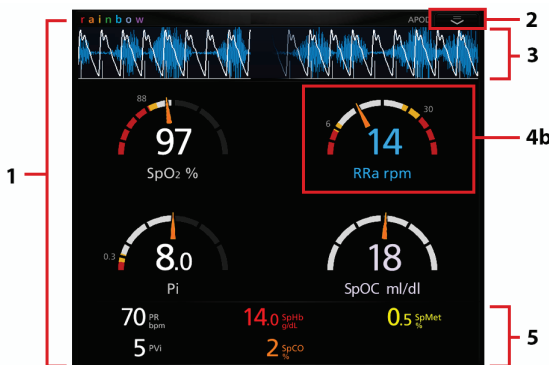 rainbow
APOD
2
3
88
97
SpO₂ %
6
30
14
RRa rpm
4b
1
0.3
8.0
Pi
18
SpOC ml/dl
70 PR bpm
14.0 SpHb g/dL
0.5 SpMet %
5 PVi
2 SpCO %
5